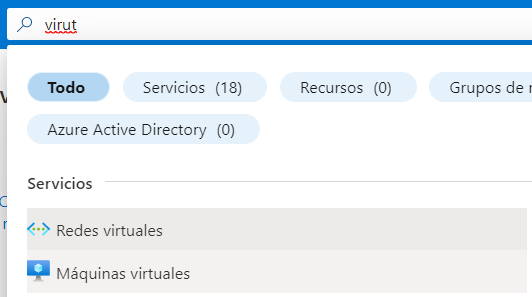 virut
Todo Servicios (18) Recursos (0) Grupos de
Azure Active Directory (0)
Servicios
Redes virtuales
Máquinas virtuales